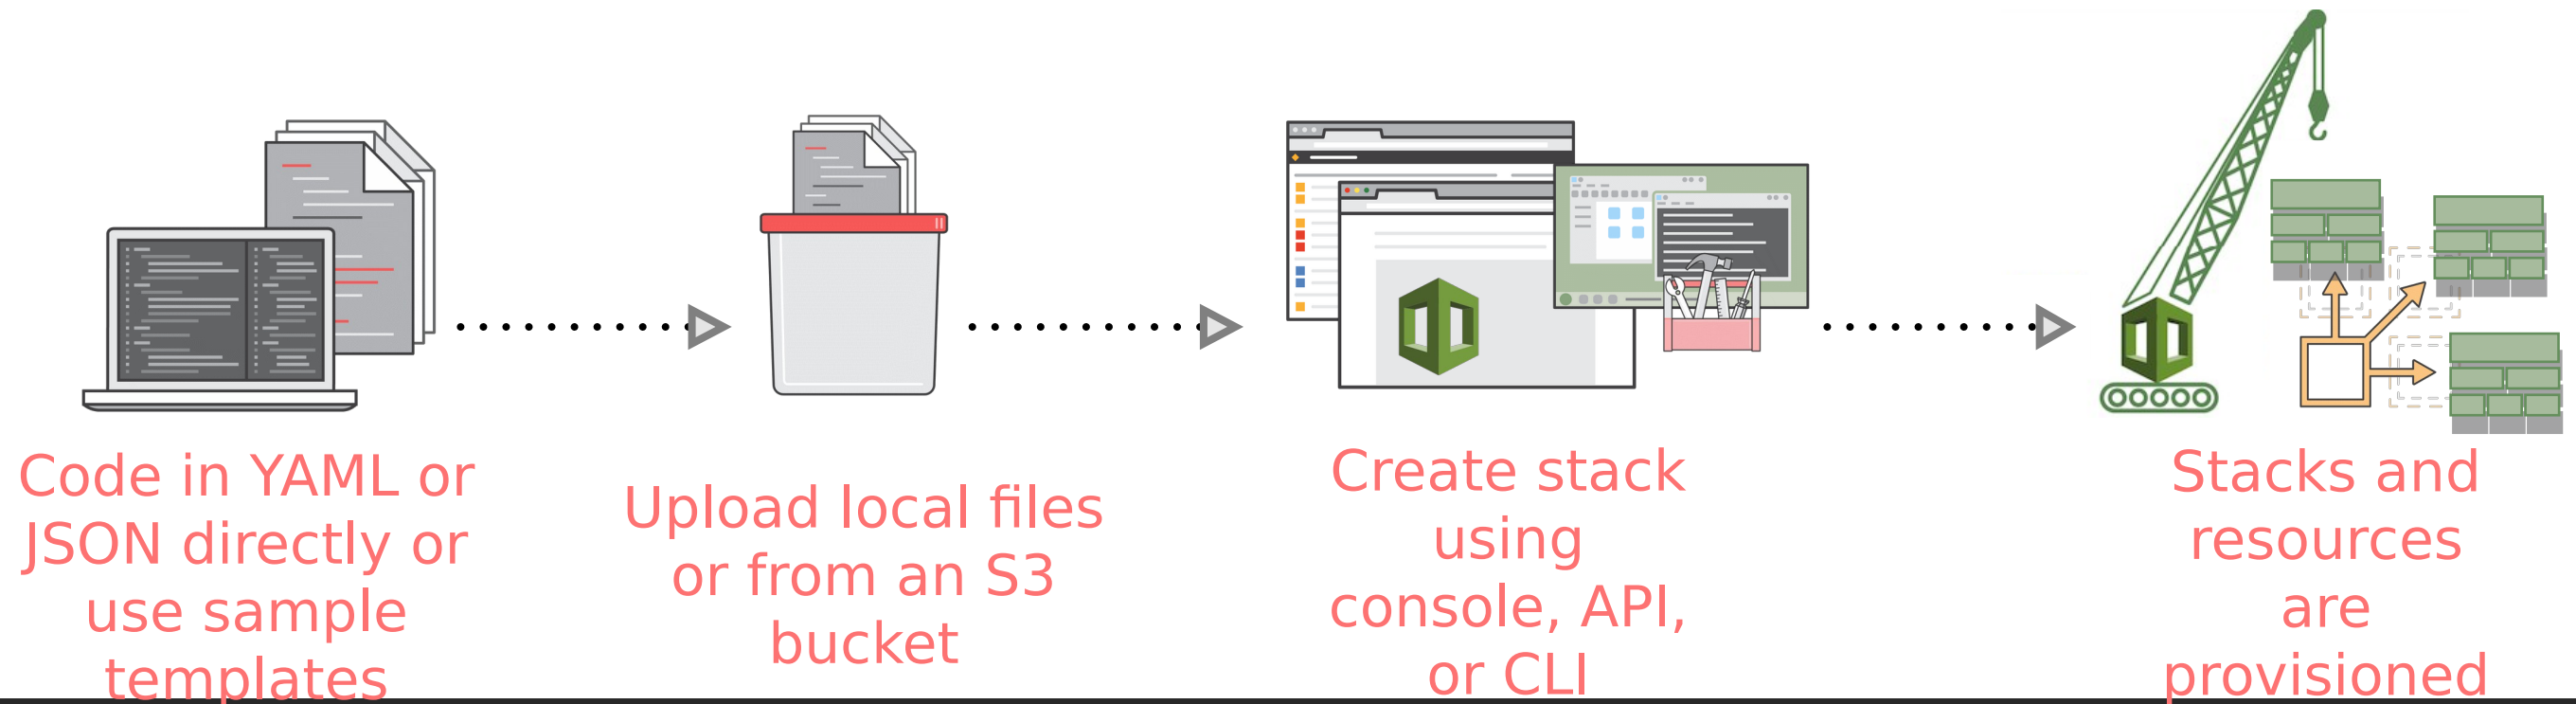 Code in YAML or
JSON directly or
use sample
templates
Upload local files
or from an S3
bucket
Create stack
using
console, API,
or CLI
Stacks and
resources
are
provisioned